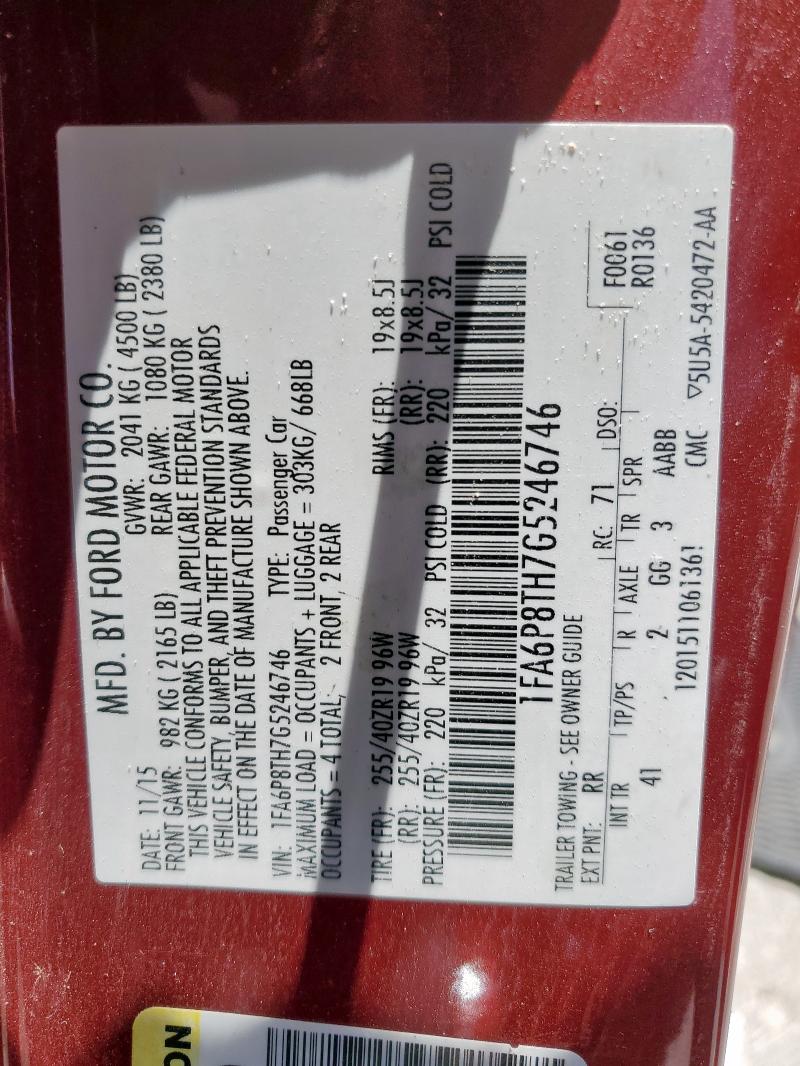 MFD. BY FORD MOTOR CO.
DATE: 11/15 GVWR: 2041 KG ( 4500 LB)
FRONT GAWR: 982 KG ( 2165 LB) REAR GAWR: 1080 KG ( 2380 LB)
THIS VEHICLE CONFORMS TO ALL APPLICABLE FEDERAL MOTOR
VEHICLE SAFETY, BUMPER, AND THEFT PREVENTION STANDARDS
IN EFFECT ON THE DATE OF MANUFACTURE SHOWN ABOVE.
VIN: 1FA6P8TH7G5246746 TYPE: Passenger Car
MAXIMUM LOAD = OCCUPANTS + LUGGAGE = 303KG/ 668LB
OCCUPANTS = 4 TOTAL, 2 FRONT, 2 REAR
TIRE (FR): 255/40ZR19 96W RIMS (FR): 19x8.5J
(RR): 255/40ZR19 96W (RR): 19x8.5J
PRESSURE (FR): 220 kPa/ 32 PSI COLD (RR): 220 kPa/ 32 PSI COLD
1FA6P8TH7G5246746
TRAILER TOWING - SEE OWNER GUIDE
EXT PNT: RR RC: 71 DSO: F0061
INT TR TP/PS R AXLE TR SPR R0136
41 2 GG 3 AABB
1201511061361 CMC ▽5U5A-5420472-AA
ON